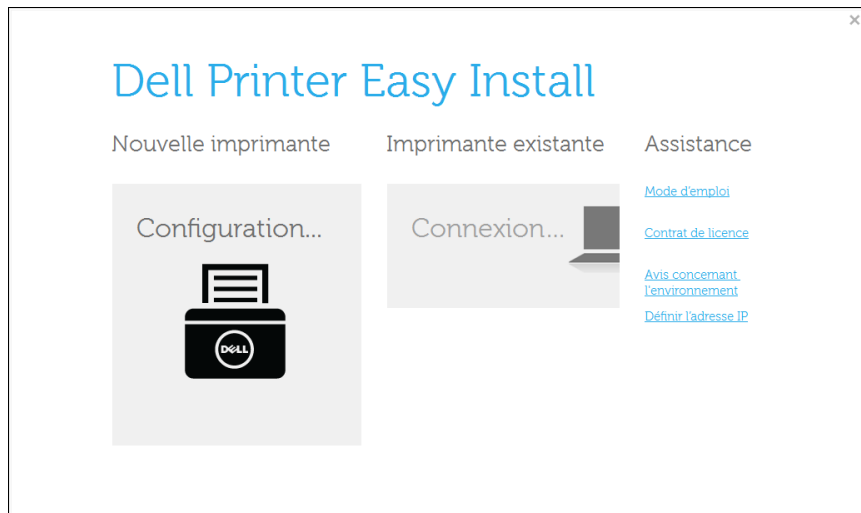 Dell Printer Easy Install
Nouvelle imprimante
Configuration...
DELL
Imprimante existante
Connexion...
Assistance
Mode d'emploi
Contrat de licence
Avis concernant
l'environnement
Définir l'adresse IP